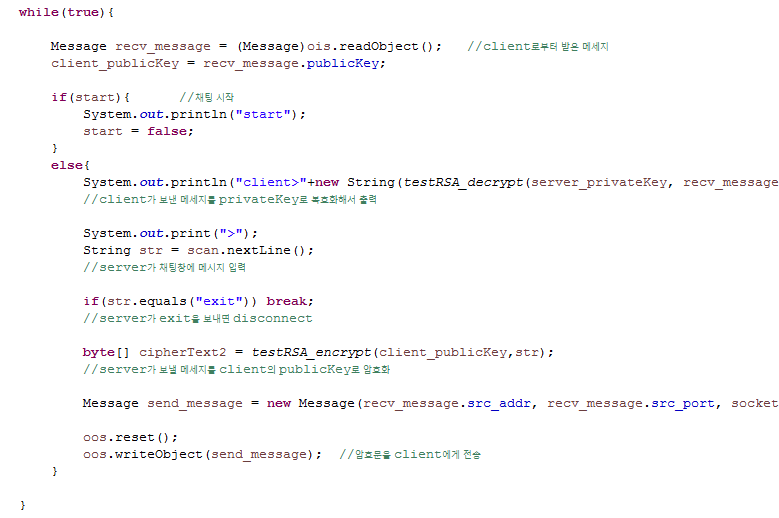 while(true){
Message recv_message = (Message)ois.readObject();   //client로부터 받은 메세지
client_publicKey = recv_message.publicKey;
if(start){      //채팅 시작
System.out.println("start");
start = false;
}
else{
System.out.println("client>"+new String(testRSA_decrypt(server_privateKey, recv_message
//client가 보낸 메세지를 privateKey로 복호화해서 출력
System.out.print(">");
String str = scan.nextLine();
//server가 채팅창에 메시지 입력
if(str.equals("exit")) break;
//server가 exit을 보내면 disconnect
byte[] cipherText2 = testRSA_encrypt(client_publicKey,str);
//server가 보낼 메세지를 client의 publicKey로 암호화
Message send_message = new Message(recv_message.src_addr, recv_message.src_port, socket
oos.reset();
oos.writeObject(send_message);  //암호문을 client에게 전송
}
}